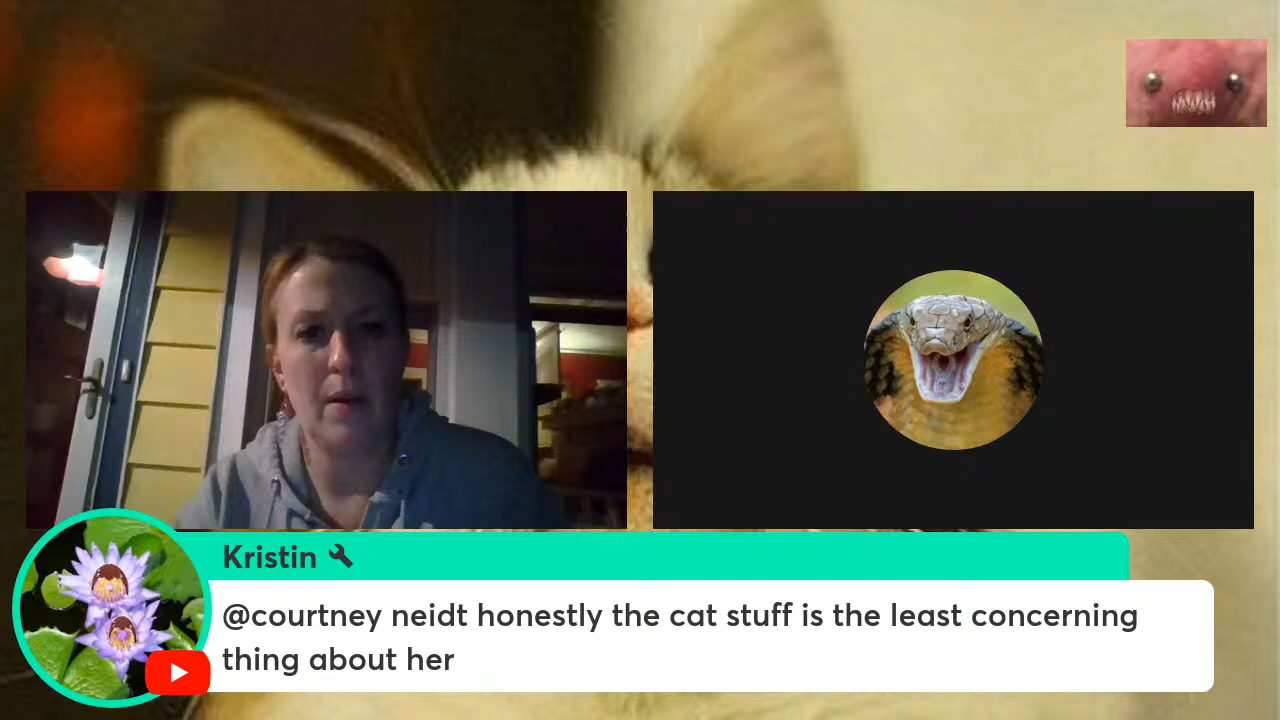 Kristin
@courtney neidt honestly the cat stuff is the least concerning
thing about her